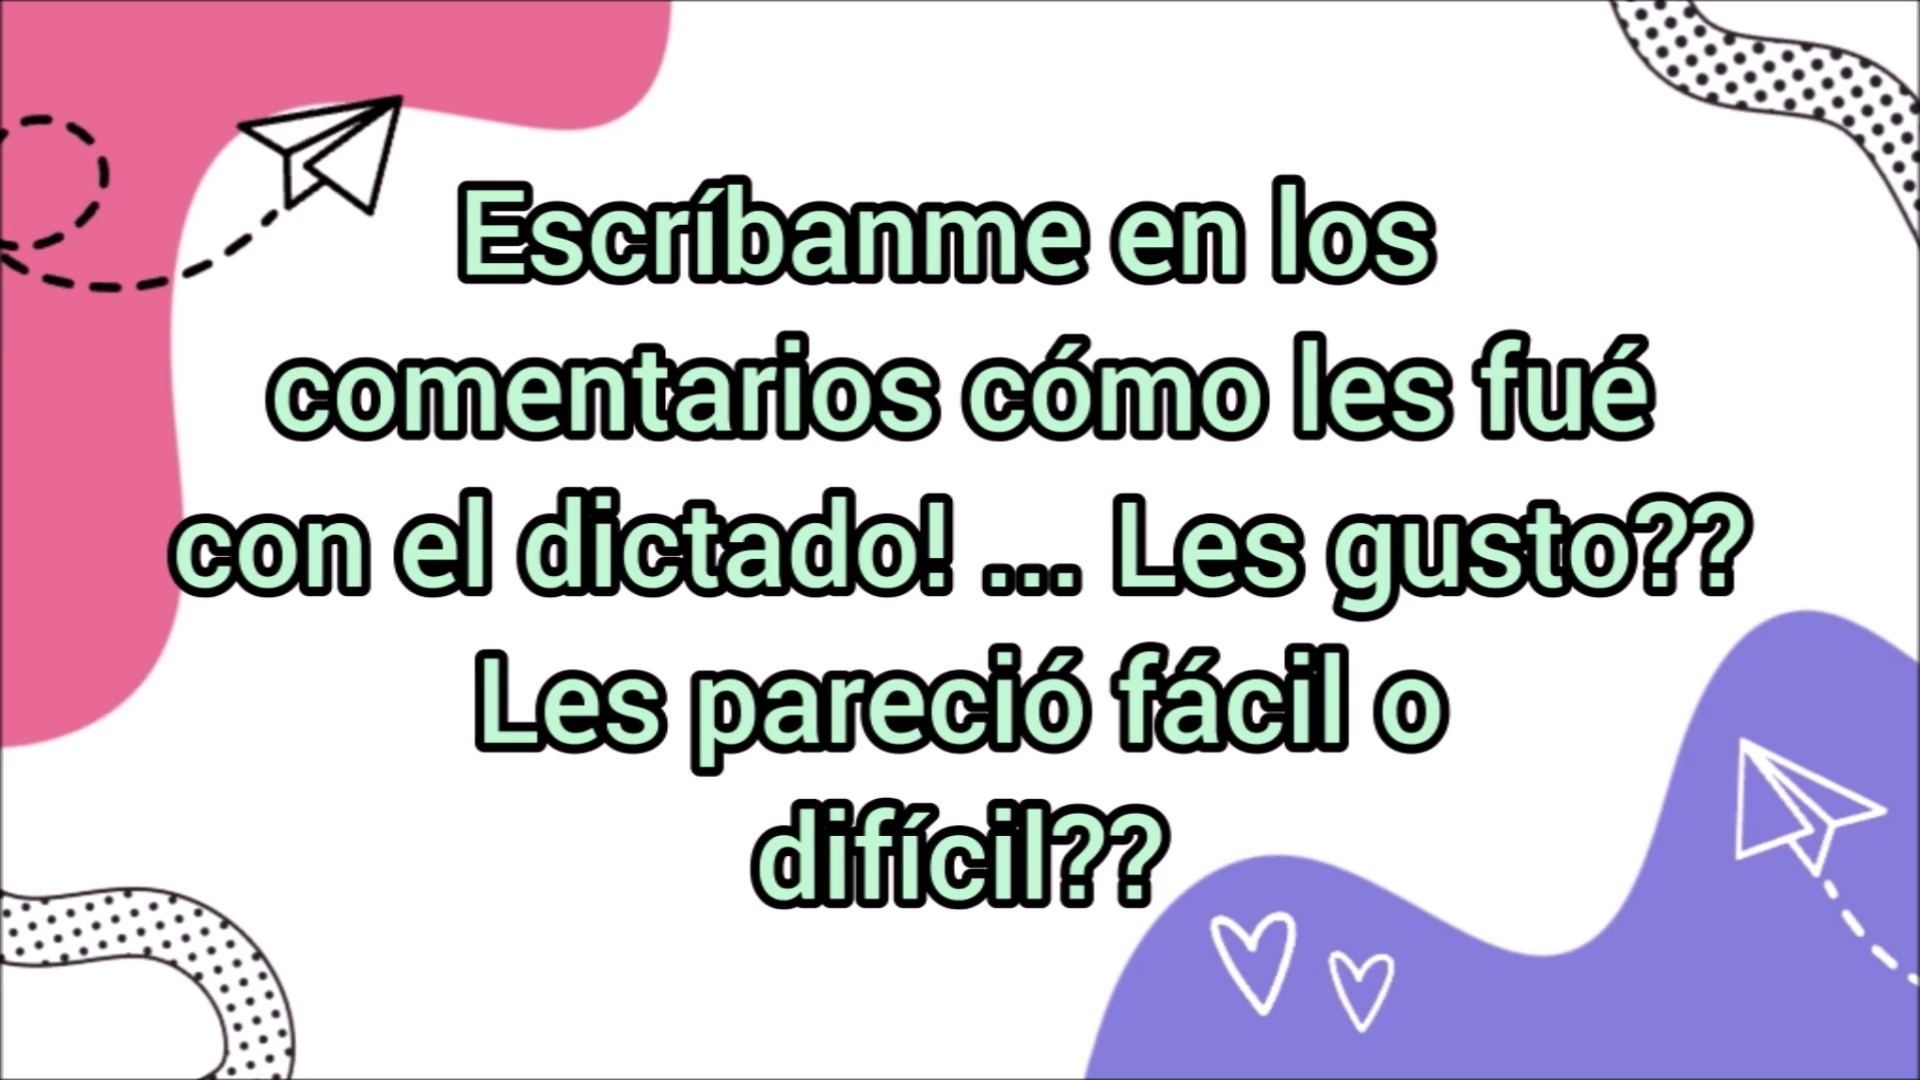 Escríbanme en los
comentarios cómo les fué
con el dictado! ... Les gusto??
Les pareció fácil o
difícil??